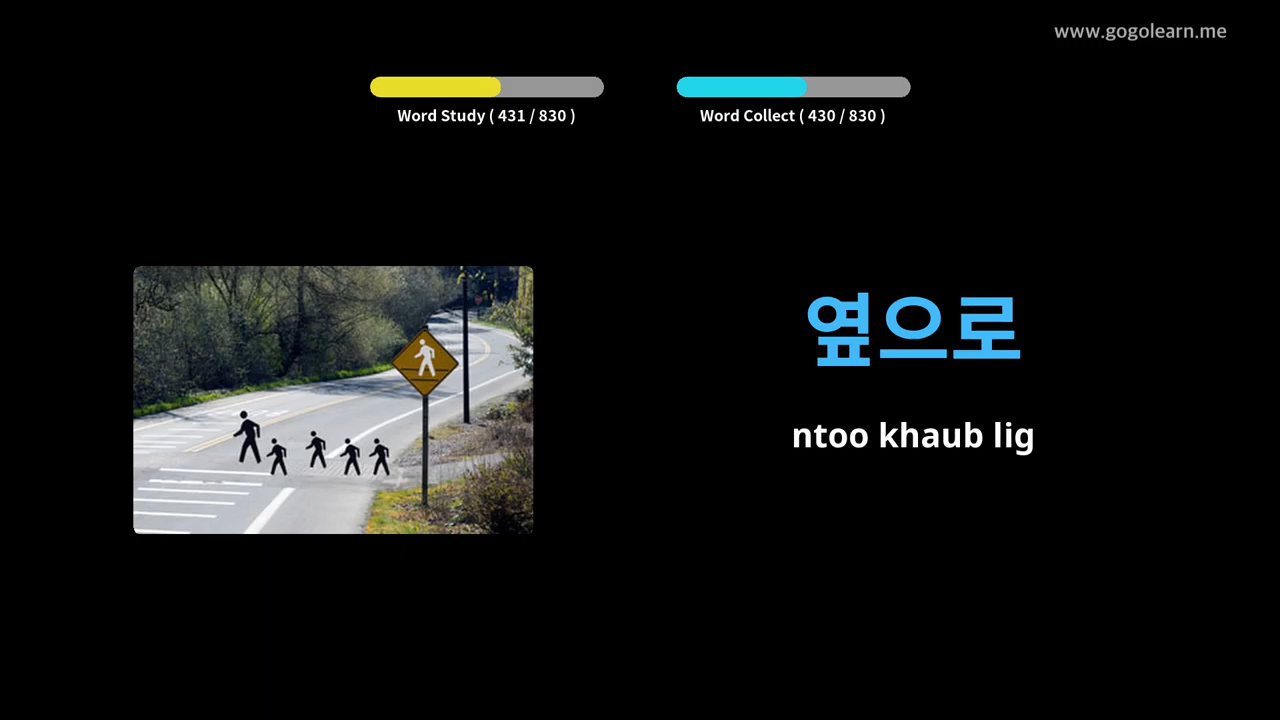 www.gogolearn.me
Word Study ( 431 / 830 )
Word Collect ( 430 / 830 )
옆으로
ntoo khaub lig